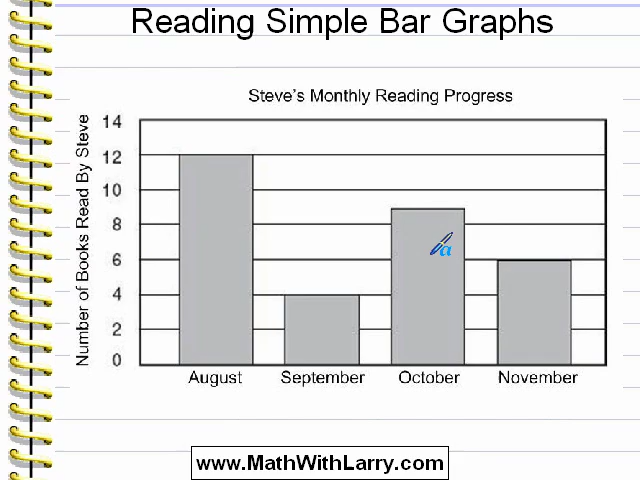 Reading Simple Bar Graphs
Steve's Monthly Reading Progress
Number of Books Read By Steve
14
12
10
8
6
4
2
0
a
August September October November
www.MathWithLarry.com